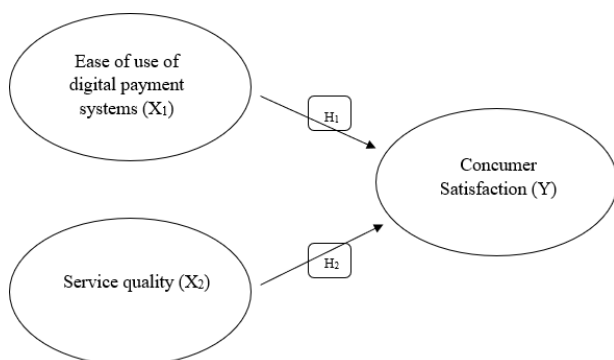 Ease of use of
digital payment
systems (X₁)
H₁
Concumer
Satisfaction (Y)
Service quality (X₂)
H₂